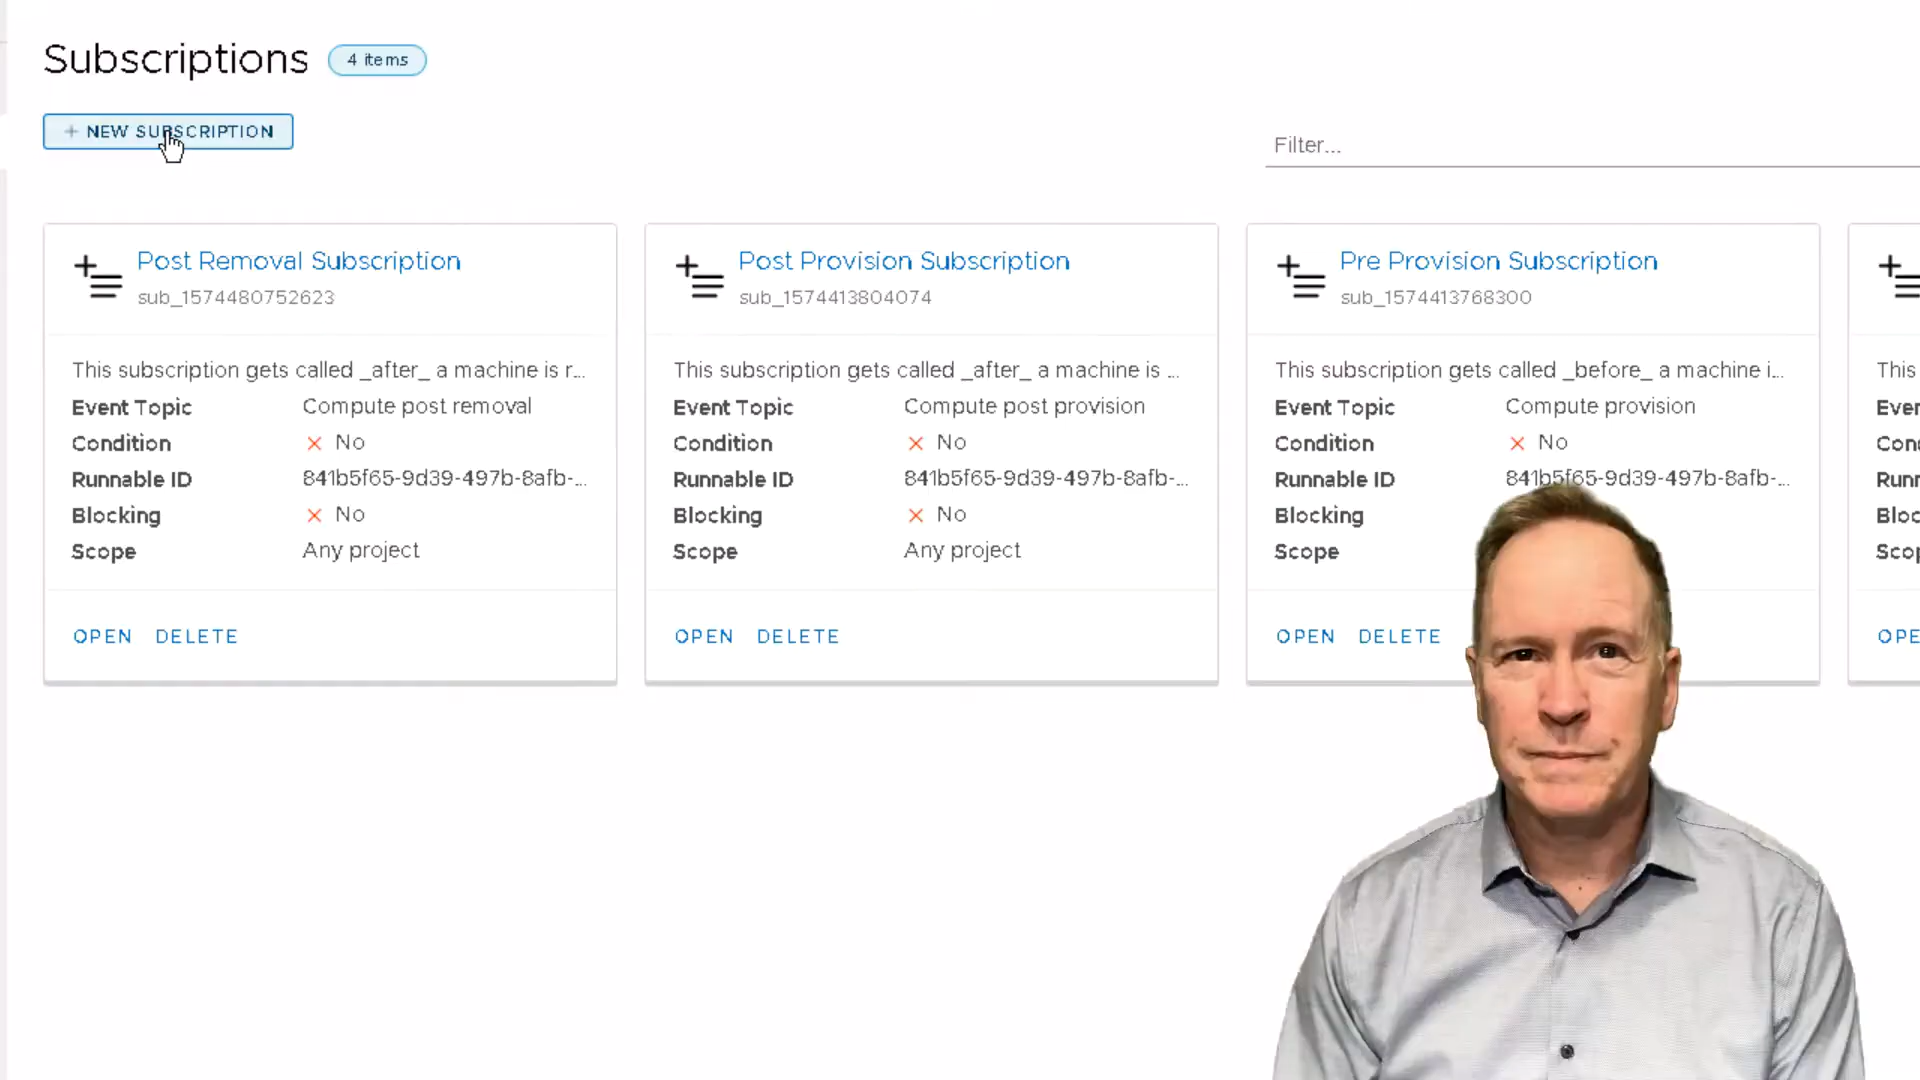 Subscriptions 4 items
+ NEW SUBSCRIPTION
Filter...
Post Removal Subscription
sub_1574480752623
This subscription gets called _after_ a machine is r...
Event Topic Compute post removal
Condition No
Runnable ID 841b5f65-9d39-497b-8afb-...
Blocking No
Scope Any project
OPEN DELETE
Post Provision Subscription
sub_1574413804074
This subscription gets called _after_ a machine is ...
Event Topic Compute post provision
Condition No
Runnable ID 841b5f65-9d39-497b-8afb-...
Blocking No
Scope Any project
OPEN DELETE
Pre Provision Subscription
sub_1574413768300
This subscription gets called _before_ a machine i...
Event Topic Compute provision
Condition No
Runnable ID 841b5f65-9d39-497b-8afb-...
Blocking
Scope
OPEN DELETE
This